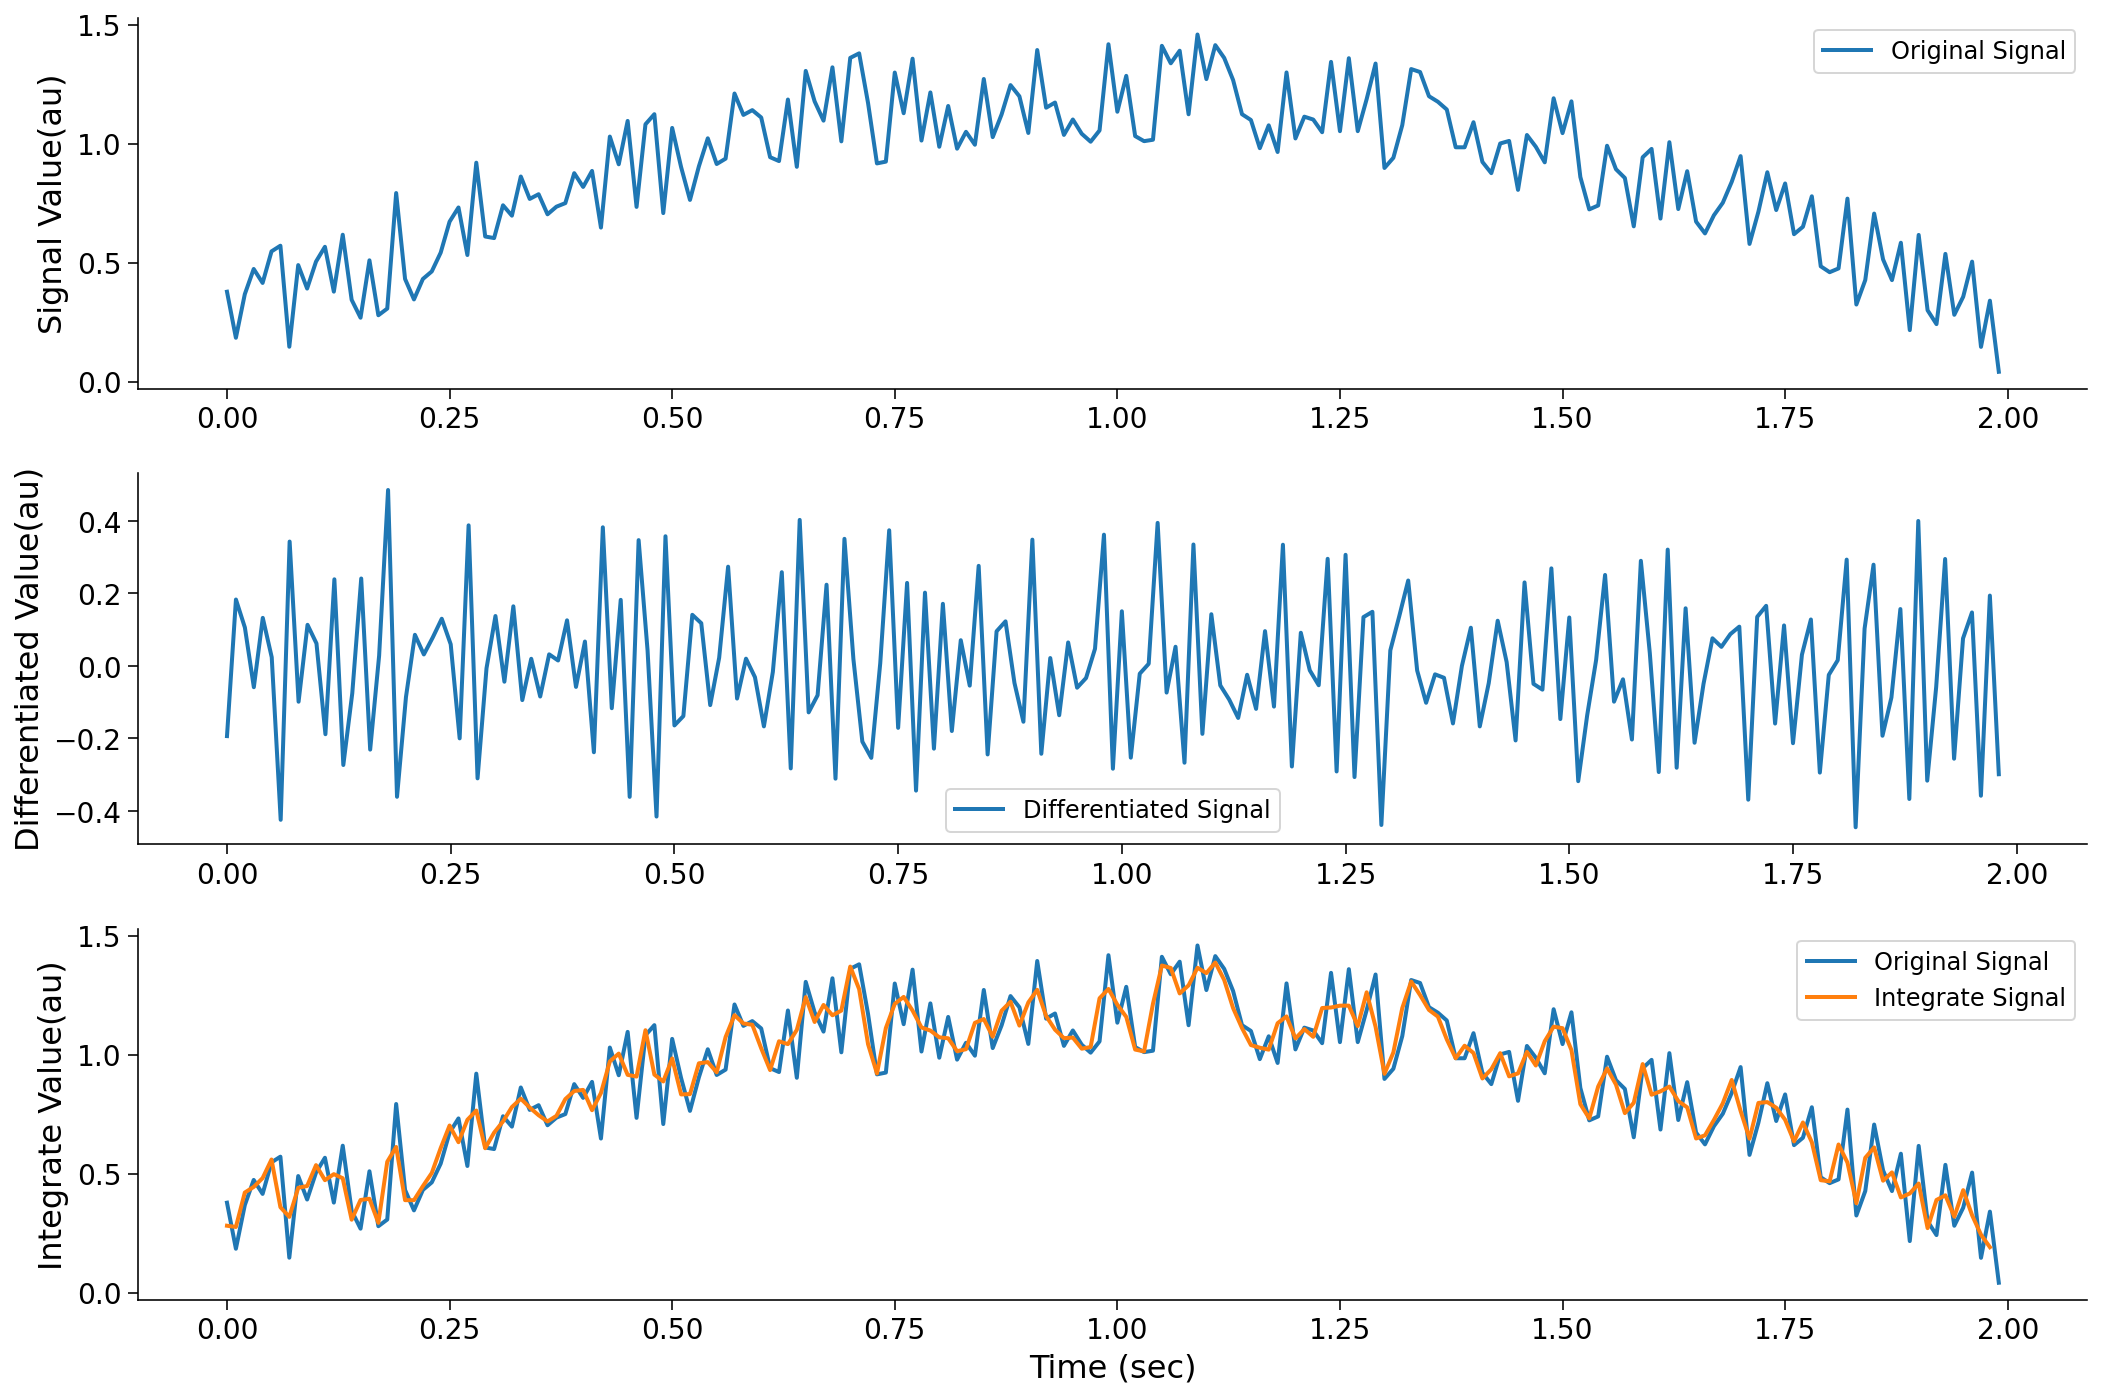 Signal Value(au)
1.5
1.0
0.5
0.0
Original Signal
0.00 0.25 0.50 0.75 1.00 1.25 1.50 1.75 2.00
Differentiated Value(au)
0.4
0.2
0.0
−0.2
−0.4
Differentiated Signal
0.00 0.25 0.50 0.75 1.00 1.25 1.50 1.75 2.00
Integrate Value(au)
1.5
1.0
0.5
0.0
Original Signal
Integrate Signal
0.00 0.25 0.50 0.75 1.00 1.25 1.50 1.75 2.00
Time (sec)